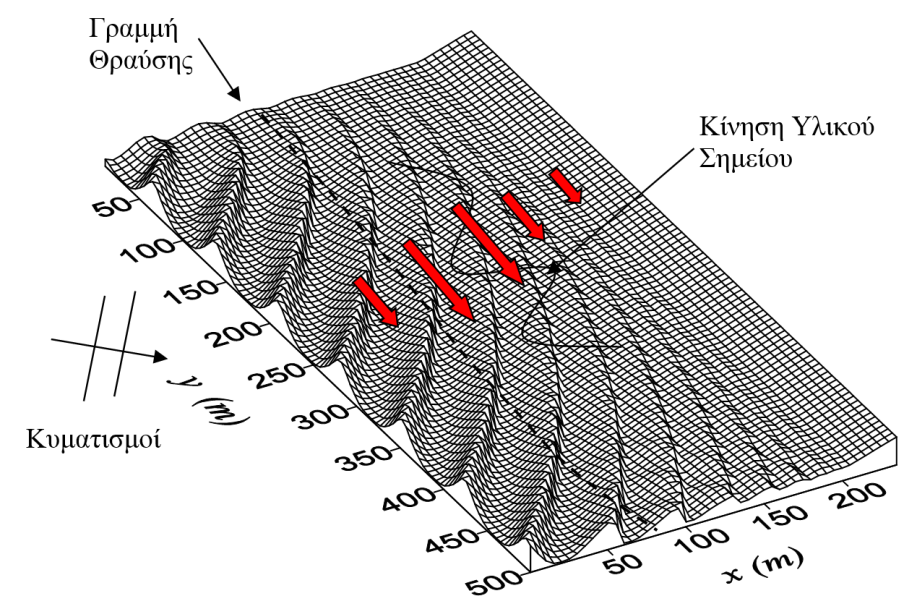 Γραμμή
Θραύσης
Κίνηση Υλικού
Σημείου
50
100
150
200
250
300
350
400
450
500
y (m)
Κυματισμοί
50
100
150
200
x (m)